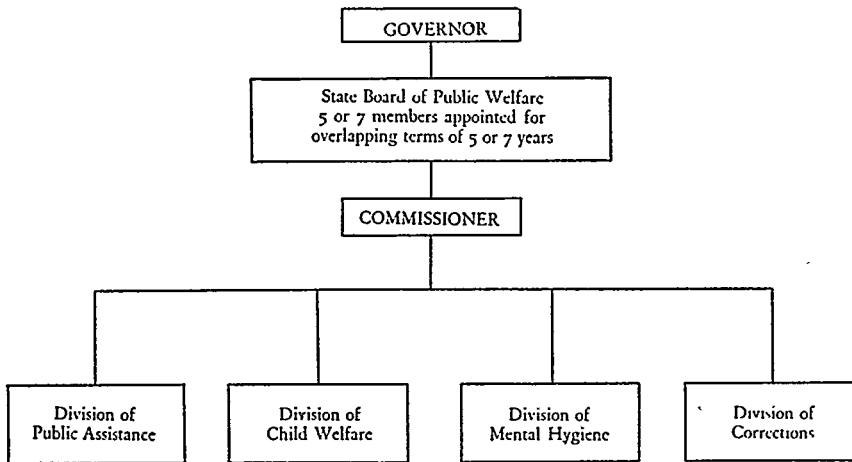 GOVERNOR
State Board of Public Welfare
5 or 7 members appointed for
overlapping terms of 5 or 7 years
COMMISSIONER
Division of
Public Assistance
Division of
Child Welfare
Division of
Mental Hygiene
Division of
Corrections